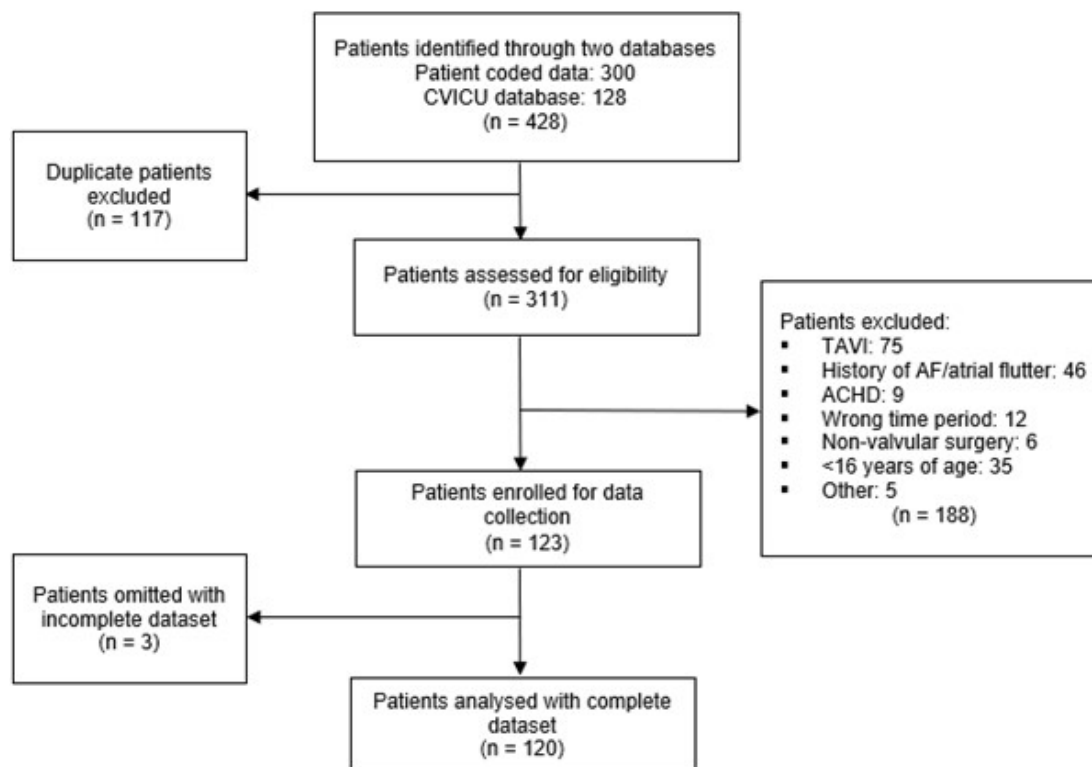 Patients identified through two databases
Patient coded data: 300
CVICU database: 128
(n = 428)
Duplicate patients
excluded
(n = 117)
Patients assessed for eligibility
(n = 311)
Patients excluded:
▪ TAVI: 75
▪ History of AF/atrial flutter: 46
▪ ACHD: 9
▪ Wrong time period: 12
▪ Non-valvular surgery: 6
▪ <16 years of age: 35
▪ Other: 5
(n = 188)
Patients enrolled for data
collection
(n = 123)
Patients omitted with
incomplete dataset
(n = 3)
Patients analysed with complete
dataset
(n = 120)